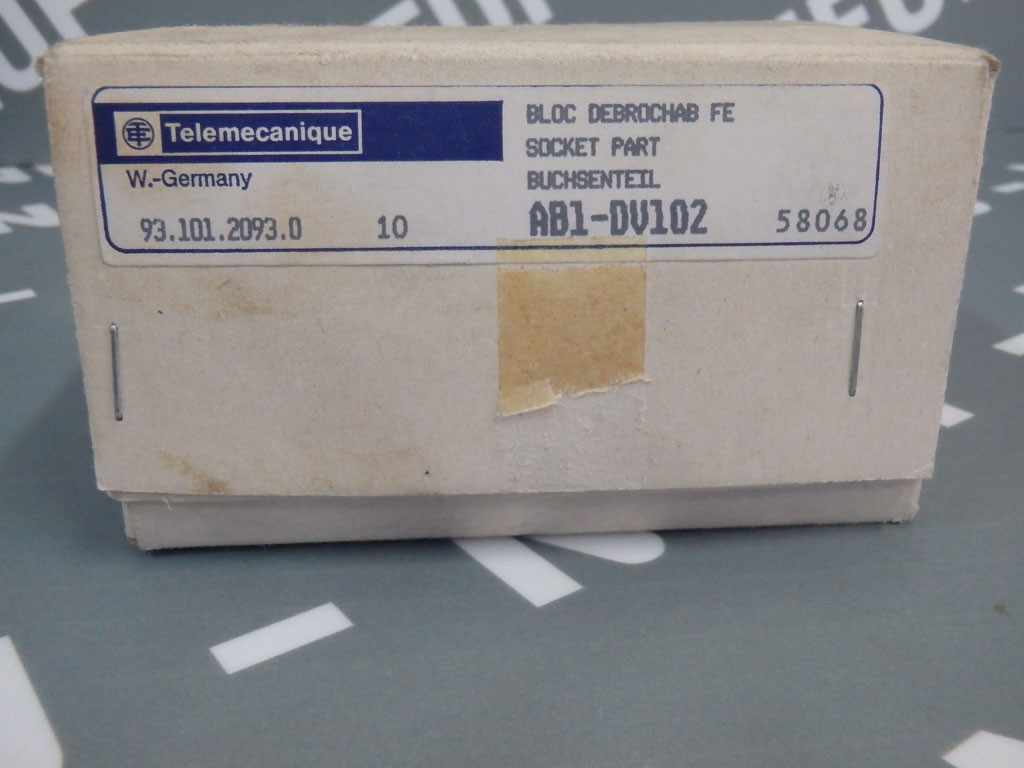 Telemecanique
W.-Germany
93.101.2093.0 10
BLOC DEBROCHAB FE
SOCKET PART
BUCHSENTEIL
AB1-DV102 58068